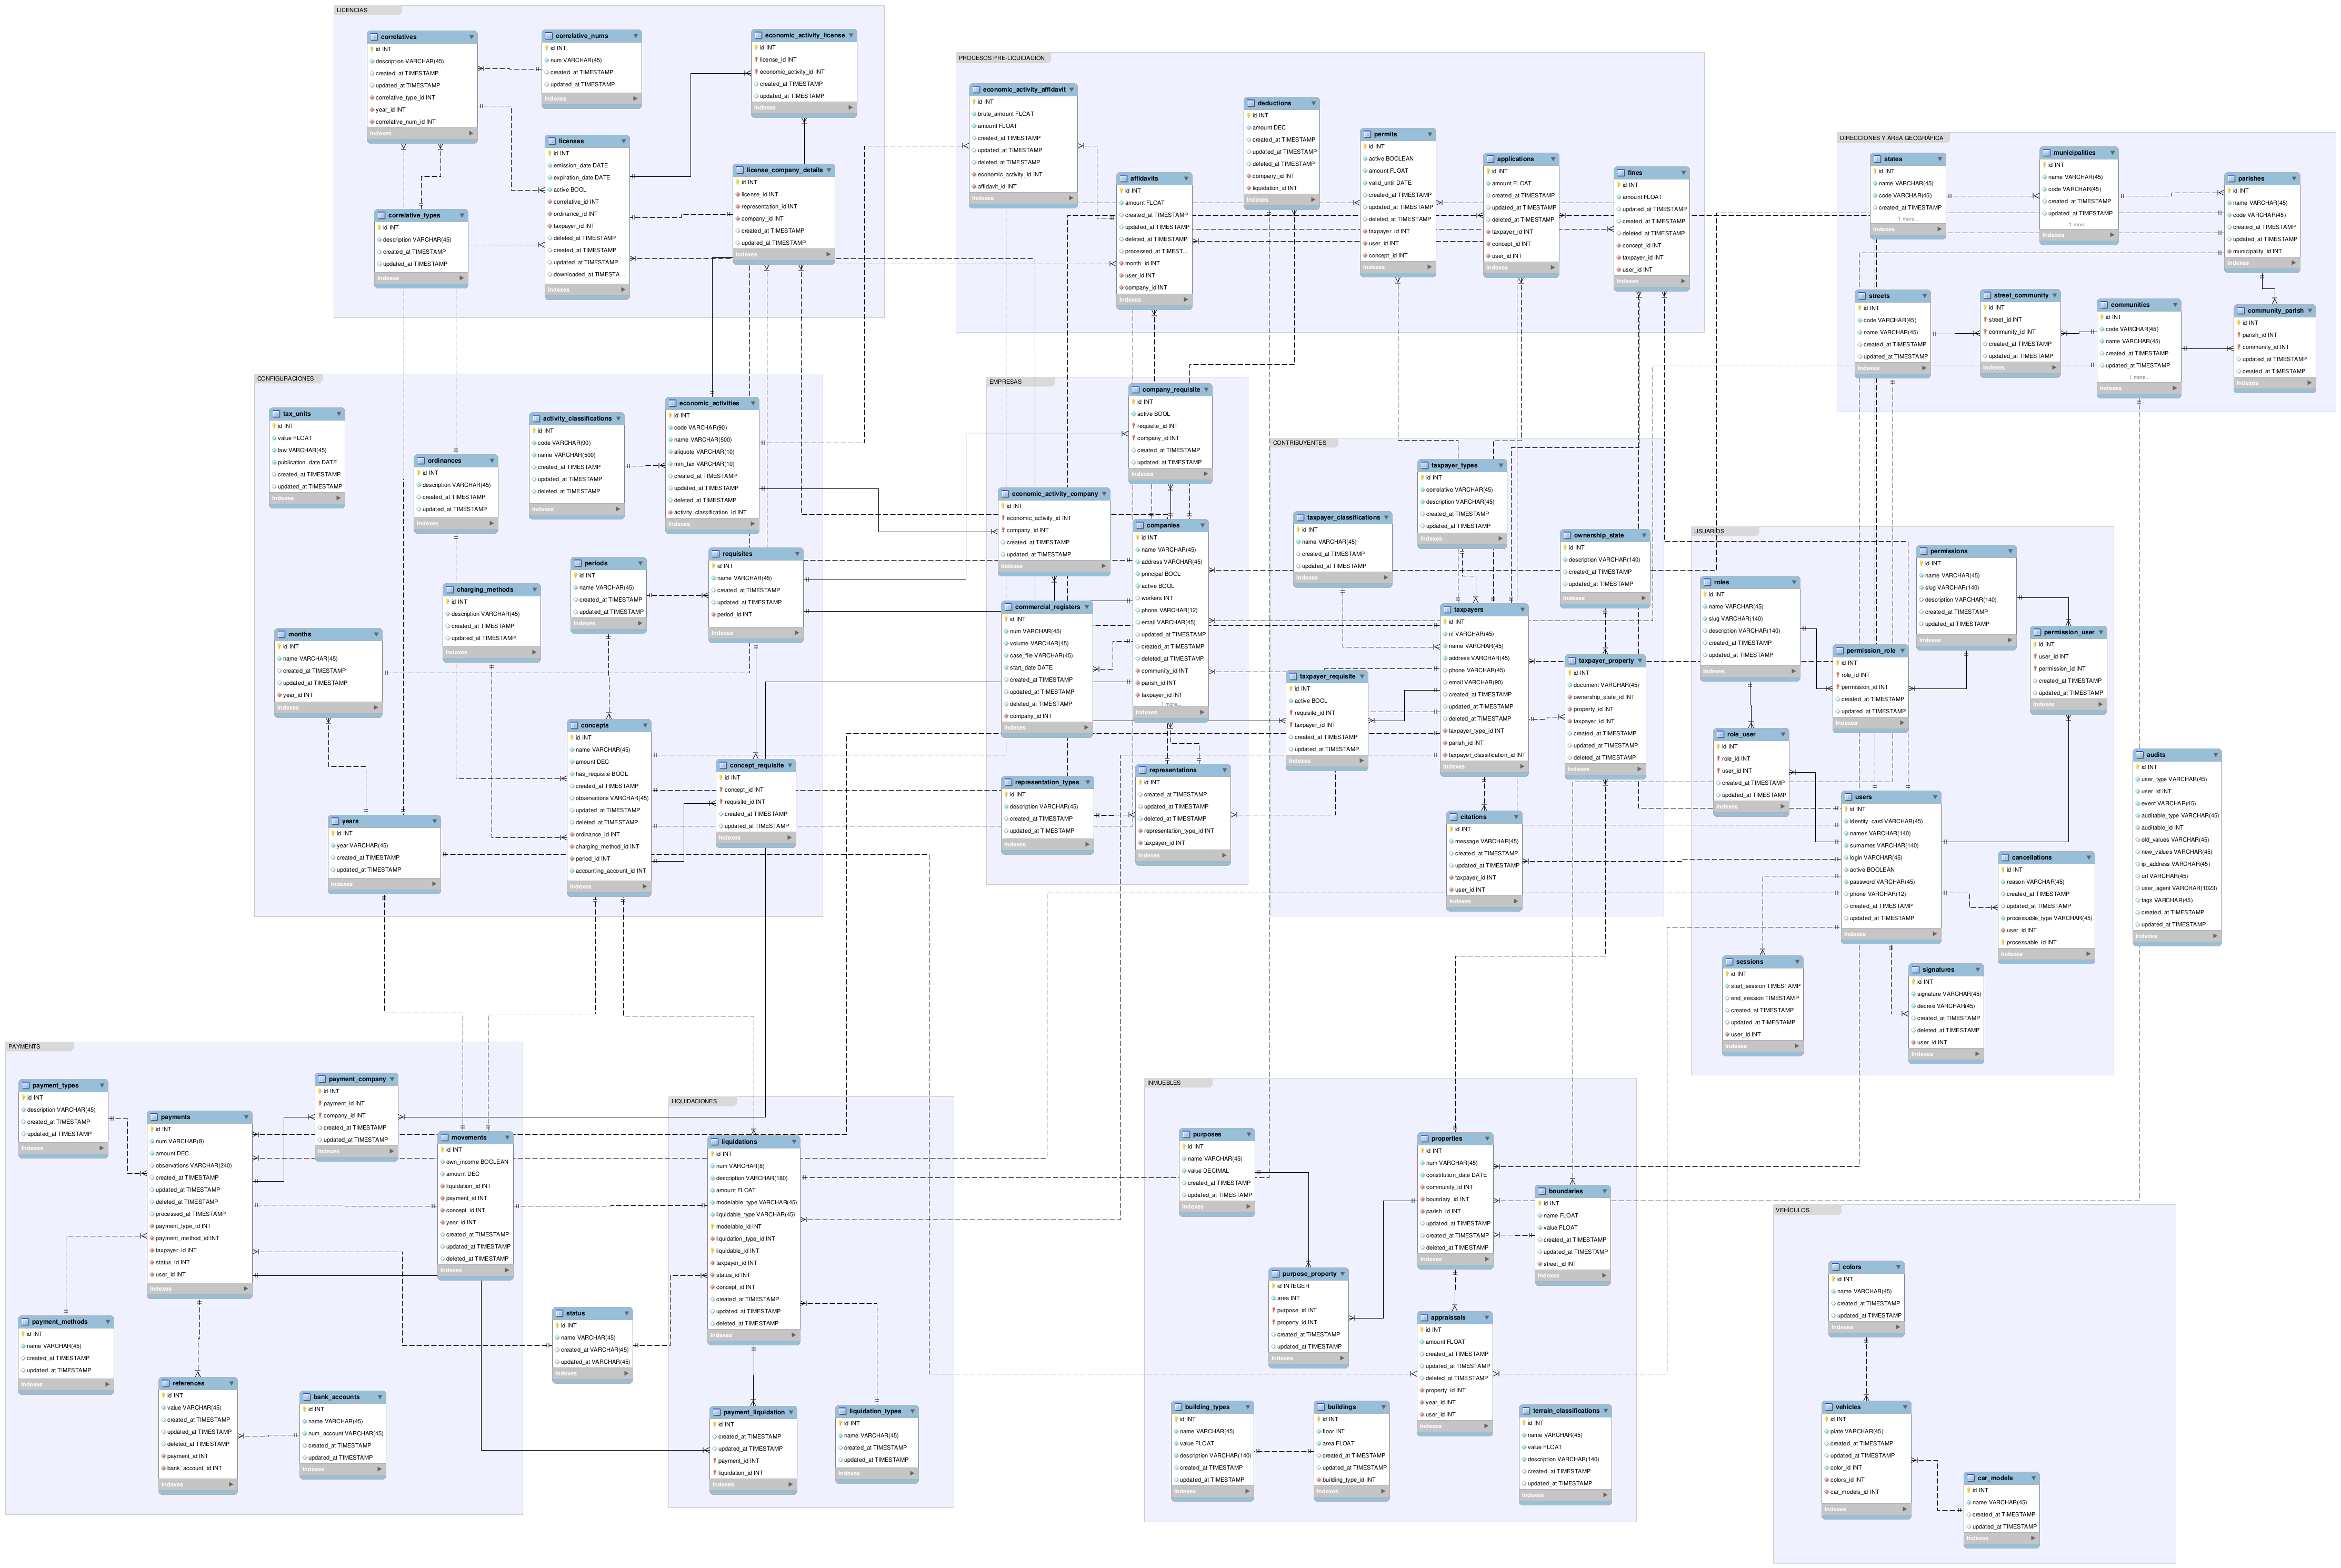 LICENCIAS
correlatives
id INT
description VARCHAR(45)
created_at TIMESTAMP
updated_at TIMESTAMP
correlative_type_id INT
year_id INT
correlative_num_id INT
Indexes
correlative_nums
id INT
num VARCHAR(45)
created_at TIMESTAMP
updated_at TIMESTAMP
Indexes
economic_activity_license
id INT
license_id INT
economic_activity_id INT
created_at TIMESTAMP
updated_at TIMESTAMP
Indexes
licenses
id INT
emission_date DATE
expiration_date DATE
active BOOL
correlative_id INT
ordinance_id INT
taxpayer_id INT
deleted_at TIMESTAMP
created_at TIMESTAMP
updated_at TIMESTAMP
downloaded_at TIMESTA...
Indexes
license_company_details
id INT
license_id INT
representation_id INT
company_id INT
created_at TIMESTAMP
updated_at TIMESTAMP
Indexes
correlative_types
id INT
description VARCHAR(45)
created_at TIMESTAMP
updated_at TIMESTAMP
Indexes
PROCESOS PRE-LIQUIDACIÓN
economic_activity_affidavit
id INT
brute_amount FLOAT
amount FLOAT
created_at TIMESTAMP
updated_at TIMESTAMP
deleted_at TIMESTAMP
economic_activity_id INT
affidavit_id INT
Indexes
affidavits
id INT
amount FLOAT
created_at TIMESTAMP
updated_at TIMESTAMP
deleted_at TIMESTAMP
processed_at TIMEST...
month_id INT
user_id INT
company_id INT
Indexes
deductions
id INT
amount DEC
created_at TIMESTAMP
updated_at TIMESTAMP
deleted_at TIMESTAMP
company_id INT
liquidation_id INT
Indexes
permits
id INT
active BOOLEAN
amount FLOAT
valid_until DATE
created_at TIMESTAMP
updated_at TIMESTAMP
deleted_at TIMESTAMP
taxpayer_id INT
user_id INT
concept_id INT
Indexes
applications
id INT
amount FLOAT
created_at TIMESTAMP
updated_at TIMESTAMP
deleted_at TIMESTAMP
taxpayer_id INT
concept_id INT
user_id INT
Indexes
fines
id INT
amount FLOAT
updated_at TIMESTAMP
created_at TIMESTAMP
deleted_at TIMESTAMP
concept_id INT
taxpayer_id INT
user_id INT
Indexes
DIRECCIONES Y ÁREA GEOGRÁFICA
states
id INT
name VARCHAR(45)
code VARCHAR(45)
created_at TIMESTAMP
1 more...
Indexes
municipalities
id INT
name VARCHAR(45)
code VARCHAR(45)
created_at TIMESTAMP
updated_at TIMESTAMP
1 more...
Indexes
parishes
id INT
name VARCHAR(45)
code VARCHAR(45)
created_at TIMESTAMP
updated_at TIMESTAMP
municipality_id INT
Indexes
streets
id INT
code VARCHAR(45)
name VARCHAR(45)
created_at TIMESTAMP
updated_at TIMESTAMP
Indexes
street_community
id INT
street_id INT
community_id INT
created_at TIMESTAMP
updated_at TIMESTAMP
Indexes
communities
id INT
code VARCHAR(45)
name VARCHAR(45)
created_at TIMESTAMP
updated_at TIMESTAMP
1 more...
Indexes
community_parish
id INT
parish_id INT
community_id INT
updated_at TIMESTAMP
created_at TIMESTAMP
Indexes
CONFIGURACIONES
tax_units
id INT
value FLOAT
law VARCHAR(45)
publication_date DATE
created_at TIMESTAMP
updated_at TIMESTAMP
Indexes
ordinances
id INT
description VARCHAR(45)
created_at TIMESTAMP
updated_at TIMESTAMP
Indexes
activity_classifications
id INT
code VARCHAR(90)
name VARCHAR(500)
created_at TIMESTAMP
updated_at TIMESTAMP
deleted_at TIMESTAMP
Indexes
economic_activities
id INT
code VARCHAR(90)
name VARCHAR(500)
aliquote VARCHAR(10)
min_tax VARCHAR(10)
created_at TIMESTAMP
updated_at TIMESTAMP
deleted_at TIMESTAMP
activity_classification_id INT
Indexes
charging_methods
id INT
description VARCHAR(45)
created_at TIMESTAMP
updated_at TIMESTAMP
Indexes
periods
id INT
name VARCHAR(45)
created_at TIMESTAMP
updated_at TIMESTAMP
Indexes
requisites
id INT
name VARCHAR(45)
created_at TIMESTAMP
updated_at TIMESTAMP
period_id INT
Indexes
months
id INT
name VARCHAR(45)
created_at TIMESTAMP
updated_at TIMESTAMP
year_id INT
Indexes
concepts
id INT
name VARCHAR(45)
amount DEC
has_requisite BOOL
created_at TIMESTAMP
observations VARCHAR(45)
updated_at TIMESTAMP
deleted_at TIMESTAMP
ordinance_id INT
charging_method_id INT
period_id INT
accounting_account_id INT
Indexes
concept_requisite
id INT
concept_id INT
requisite_id INT
created_at TIMESTAMP
updated_at TIMESTAMP
Indexes
years
id INT
year VARCHAR(45)
created_at TIMESTAMP
updated_at TIMESTAMP
Indexes
EMPRESAS
company_requisite
id INT
active BOOL
requisite_id INT
company_id INT
created_at TIMESTAMP
updated_at TIMESTAMP
Indexes
economic_activity_company
id INT
economic_activity_id INT
company_id INT
created_at TIMESTAMP
updated_at TIMESTAMP
Indexes
companies
id INT
name VARCHAR(45)
address VARCHAR(45)
principal BOOL
active BOOL
workers INT
phone VARCHAR(12)
email VARCHAR(45)
updated_at TIMESTAMP
created_at TIMESTAMP
deleted_at TIMESTAMP
community_id INT
parish_id INT
taxpayer_id INT
1 more...
Indexes
commercial_registers
id INT
num VARCHAR(45)
volume VARCHAR(45)
case_file VARCHAR(45)
start_date DATE
created_at TIMESTAMP
updated_at TIMESTAMP
deleted_at TIMESTAMP
company_id INT
Indexes
representation_types
id INT
description VARCHAR(45)
created_at TIMESTAMP
updated_at TIMESTAMP
Indexes
representations
id INT
created_at TIMESTAMP
updated_at TIMESTAMP
deleted_at TIMESTAMP
representation_type_id INT
taxpayer_id INT
Indexes
CONTRIBUYENTES
taxpayer_types
id INT
correlative VARCHAR(45)
description VARCHAR(45)
created_at TIMESTAMP
updated_at TIMESTAMP
Indexes
taxpayer_classifications
id INT
name VARCHAR(45)
created_at TIMESTAMP
updated_at TIMESTAMP
Indexes
ownership_state
id INT
description VARCHAR(140)
created_at TIMESTAMP
updated_at TIMESTAMP
Indexes
taxpayers
id INT
rif VARCHAR(45)
name VARCHAR(45)
address VARCHAR(45)
phone VARCHAR(45)
email VARCHAR(90)
created_at TIMESTAMP
updated_at TIMESTAMP
deleted_at TIMESTAMP
taxpayer_type_id INT
parish_id INT
taxpayer_classification_id INT
Indexes
taxpayer_requisite
id INT
active BOOL
requisite_id INT
taxpayer_id INT
created_at TIMESTAMP
updated_at TIMESTAMP
Indexes
taxpayer_property
id INT
document VARCHAR(45)
ownership_state_id INT
property_id INT
taxpayer_id INT
created_at TIMESTAMP
updated_at TIMESTAMP
deleted_at TIMESTAMP
Indexes
citations
id INT
message VARCHAR(45)
created_at TIMESTAMP
updated_at TIMESTAMP
taxpayer_id INT
user_id INT
Indexes
USUARIOS
roles
id INT
name VARCHAR(45)
slug VARCHAR(140)
description VARCHAR(140)
created_at TIMESTAMP
updated_at TIMESTAMP
Indexes
permissions
id INT
name VARCHAR(45)
slug VARCHAR(140)
description VARCHAR(140)
created_at TIMESTAMP
updated_at TIMESTAMP
Indexes
permission_role
id INT
role_id INT
permission_id INT
created_at TIMESTAMP
updated_at TIMESTAMP
Indexes
permission_user
id INT
user_id INT
permission_id INT
created_at TIMESTAMP
updated_at TIMESTAMP
Indexes
role_user
id INT
role_id INT
user_id INT
created_at TIMESTAMP
updated_at TIMESTAMP
Indexes
users
id INT
identity_card VARCHAR(45)
names VARCHAR(140)
surnames VARCHAR(140)
login VARCHAR(45)
active BOOLEAN
password VARCHAR(45)
phone VARCHAR(12)
created_at TIMESTAMP
updated_at TIMESTAMP
Indexes
cancellations
id INT
reason VARCHAR(45)
created_at TIMESTAMP
updated_at TIMESTAMP
processable_type VARCHAR(45)
user_id INT
processable_id INT
Indexes
sessions
id INT
start_session TIMESTAMP
end_session TIMESTAMP
created_at TIMESTAMP
updated_at TIMESTAMP
user_id INT
Indexes
signatures
id INT
signature VARCHAR(45)
decree VARCHAR(45)
created_at TIMESTAMP
deleted_at TIMESTAMP
user_id INT
Indexes
audits
id INT
user_type VARCHAR(45)
user_id INT
event VARCHAR(45)
auditable_type VARCHAR(45)
auditable_id INT
old_values VARCHAR(45)
new_values VARCHAR(45)
ip_address VARCHAR(45)
url VARCHAR(45)
user_agent VARCHAR(1023)
tags VARCHAR(45)
created_at TIMESTAMP
updated_at TIMESTAMP
Indexes
PAYMENTS
payment_types
id INT
description VARCHAR(45)
created_at TIMESTAMP
updated_at TIMESTAMP
Indexes
payments
id INT
num VARCHAR(8)
amount DEC
observations VARCHAR(240)
created_at TIMESTAMP
updated_at TIMESTAMP
deleted_at TIMESTAMP
processed_at TIMESTAMP
payment_type_id INT
payment_method_id INT
taxpayer_id INT
status_id INT
user_id INT
Indexes
payment_company
id INT
payment_id INT
company_id INT
created_at TIMESTAMP
updated_at TIMESTAMP
Indexes
movements
id INT
own_income BOOLEAN
amount DEC
liquidation_id INT
payment_id INT
concept_id INT
year_id INT
created_at TIMESTAMP
updated_at TIMESTAMP
deleted_at TIMESTAMP
Indexes
payment_methods
id INT
name VARCHAR(45)
created_at TIMESTAMP
updated_at TIMESTAMP
Indexes
references
id INT
value VARCHAR(45)
created_at TIMESTAMP
updated_at TIMESTAMP
deleted_at TIMESTAMP
payment_id INT
bank_account_id INT
Indexes
bank_accounts
id INT
name VARCHAR(45)
num_account VARCHAR(45)
created_at TIMESTAMP
updated_at TIMESTAMP
Indexes
status
id INT
name VARCHAR(45)
created_at VARCHAR(45)
updated_at VARCHAR(45)
Indexes
LIQUIDACIONES
liquidations
id INT
num VARCHAR(8)
description VARCHAR(180)
amount FLOAT
modelable_type VARCHAR(45)
liquidable_type VARCHAR(45)
modelable_id INT
liquidation_type_id INT
liquidable_id INT
taxpayer_id INT
status_id INT
concept_id INT
created_at TIMESTAMP
updated_at TIMESTAMP
deleted_at TIMESTAMP
Indexes
payment_liquidation
id INT
created_at TIMESTAMP
updated_at TIMESTAMP
payment_id INT
liquidation_id INT
Indexes
liquidation_types
id INT
name VARCHAR(45)
created_at TIMESTAMP
updated_at TIMESTAMP
Indexes
INMUEBLES
purposes
id INT
name VARCHAR(45)
value DECIMAL
created_at TIMESTAMP
updated_at TIMESTAMP
Indexes
properties
id INT
num VARCHAR(45)
constitution_date DATE
community_id INT
boundary_id INT
parish_id INT
updated_at TIMESTAMP
created_at TIMESTAMP
deleted_at TIMESTAMP
Indexes
boundaries
id INT
name FLOAT
value FLOAT
created_at TIMESTAMP
updated_at TIMESTAMP
street_id INT
Indexes
purpose_property
id INTEGER
area INT
purpose_id INT
property_id INT
created_at TIMESTAMP
updated_at TIMESTAMP
Indexes
appraissals
id INT
amount FLOAT
created_at TIMESTAMP
updated_at TIMESTAMP
deleted_at TIMESTAMP
property_id INT
year_id INT
user_id INT
Indexes
building_types
id INT
name VARCHAR(45)
value FLOAT
description VARCHAR(140)
created_at TIMESTAMP
updated_at TIMESTAMP
Indexes
buildings
id INT
floor INT
area FLOAT
created_at TIMESTAMP
updated_at TIMESTAMP
building_type_id INT
Indexes
terrain_classifications
id INT
name VARCHAR(45)
value FLOAT
description VARCHAR(140)
created_at TIMESTAMP
updated_at TIMESTAMP
Indexes
VEHÍCULOS
colors
id INT
name VARCHAR(45)
created_at TIMESTAMP
updated_at TIMESTAMP
Indexes
vehicles
id INT
plate VARCHAR(45)
created_at TIMESTAMP
updated_at TIMESTAMP
color_id INT
colors_id INT
car_models_id INT
Indexes
car_models
id INT
name VARCHAR(45)
created_at TIMESTAMP
updated_at TIMESTAMP
Indexes